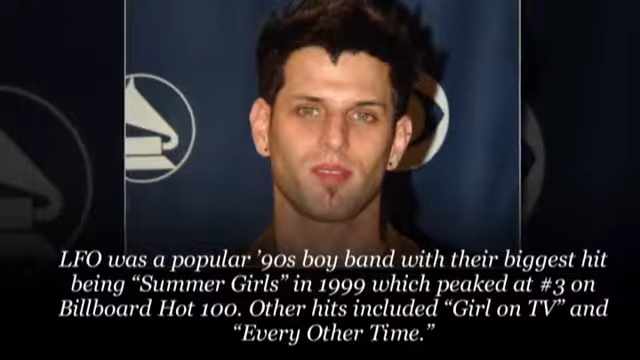 LFO was a popular ’90s boy band with their biggest hit
being “Summer Girls” in 1999 which peaked at #3 on
Billboard Hot 100. Other hits included “Girl on TV” and
“Every Other Time.”